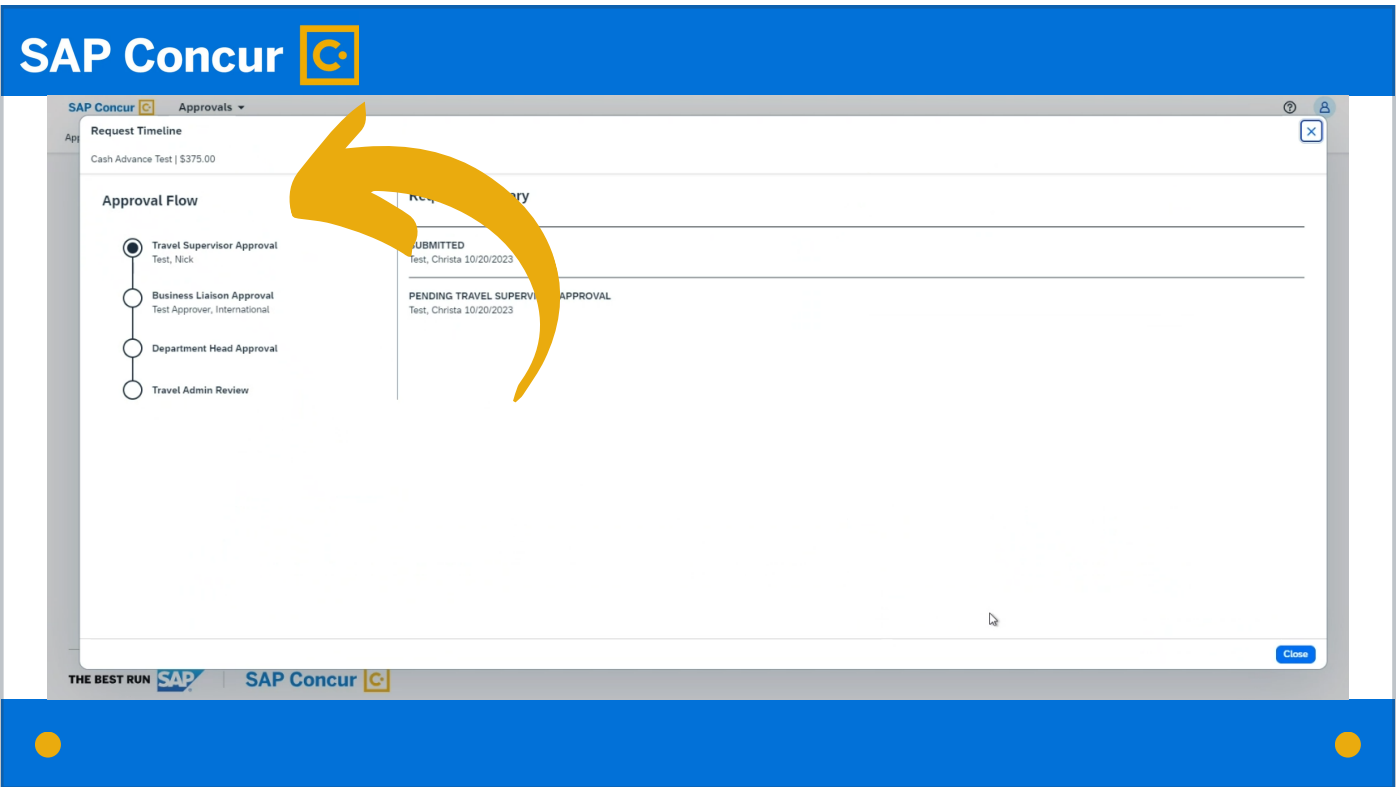 SAP Concur C
SAP Concur C Approvals
Request Timeline
Cash Advance Test | $375.00
Approval Flow
Travel Supervisor Approval
Test, Nick
Business Liaison Approval
Test Approver, International
Department Head Approval
Travel Admin Review
SUBMITTED
Test, Christa 10/20/2023
PENDING TRAVEL APPROVAL
Test, Christa 10/20/2023
Close
THE BEST RUN SAP SAP Concur C